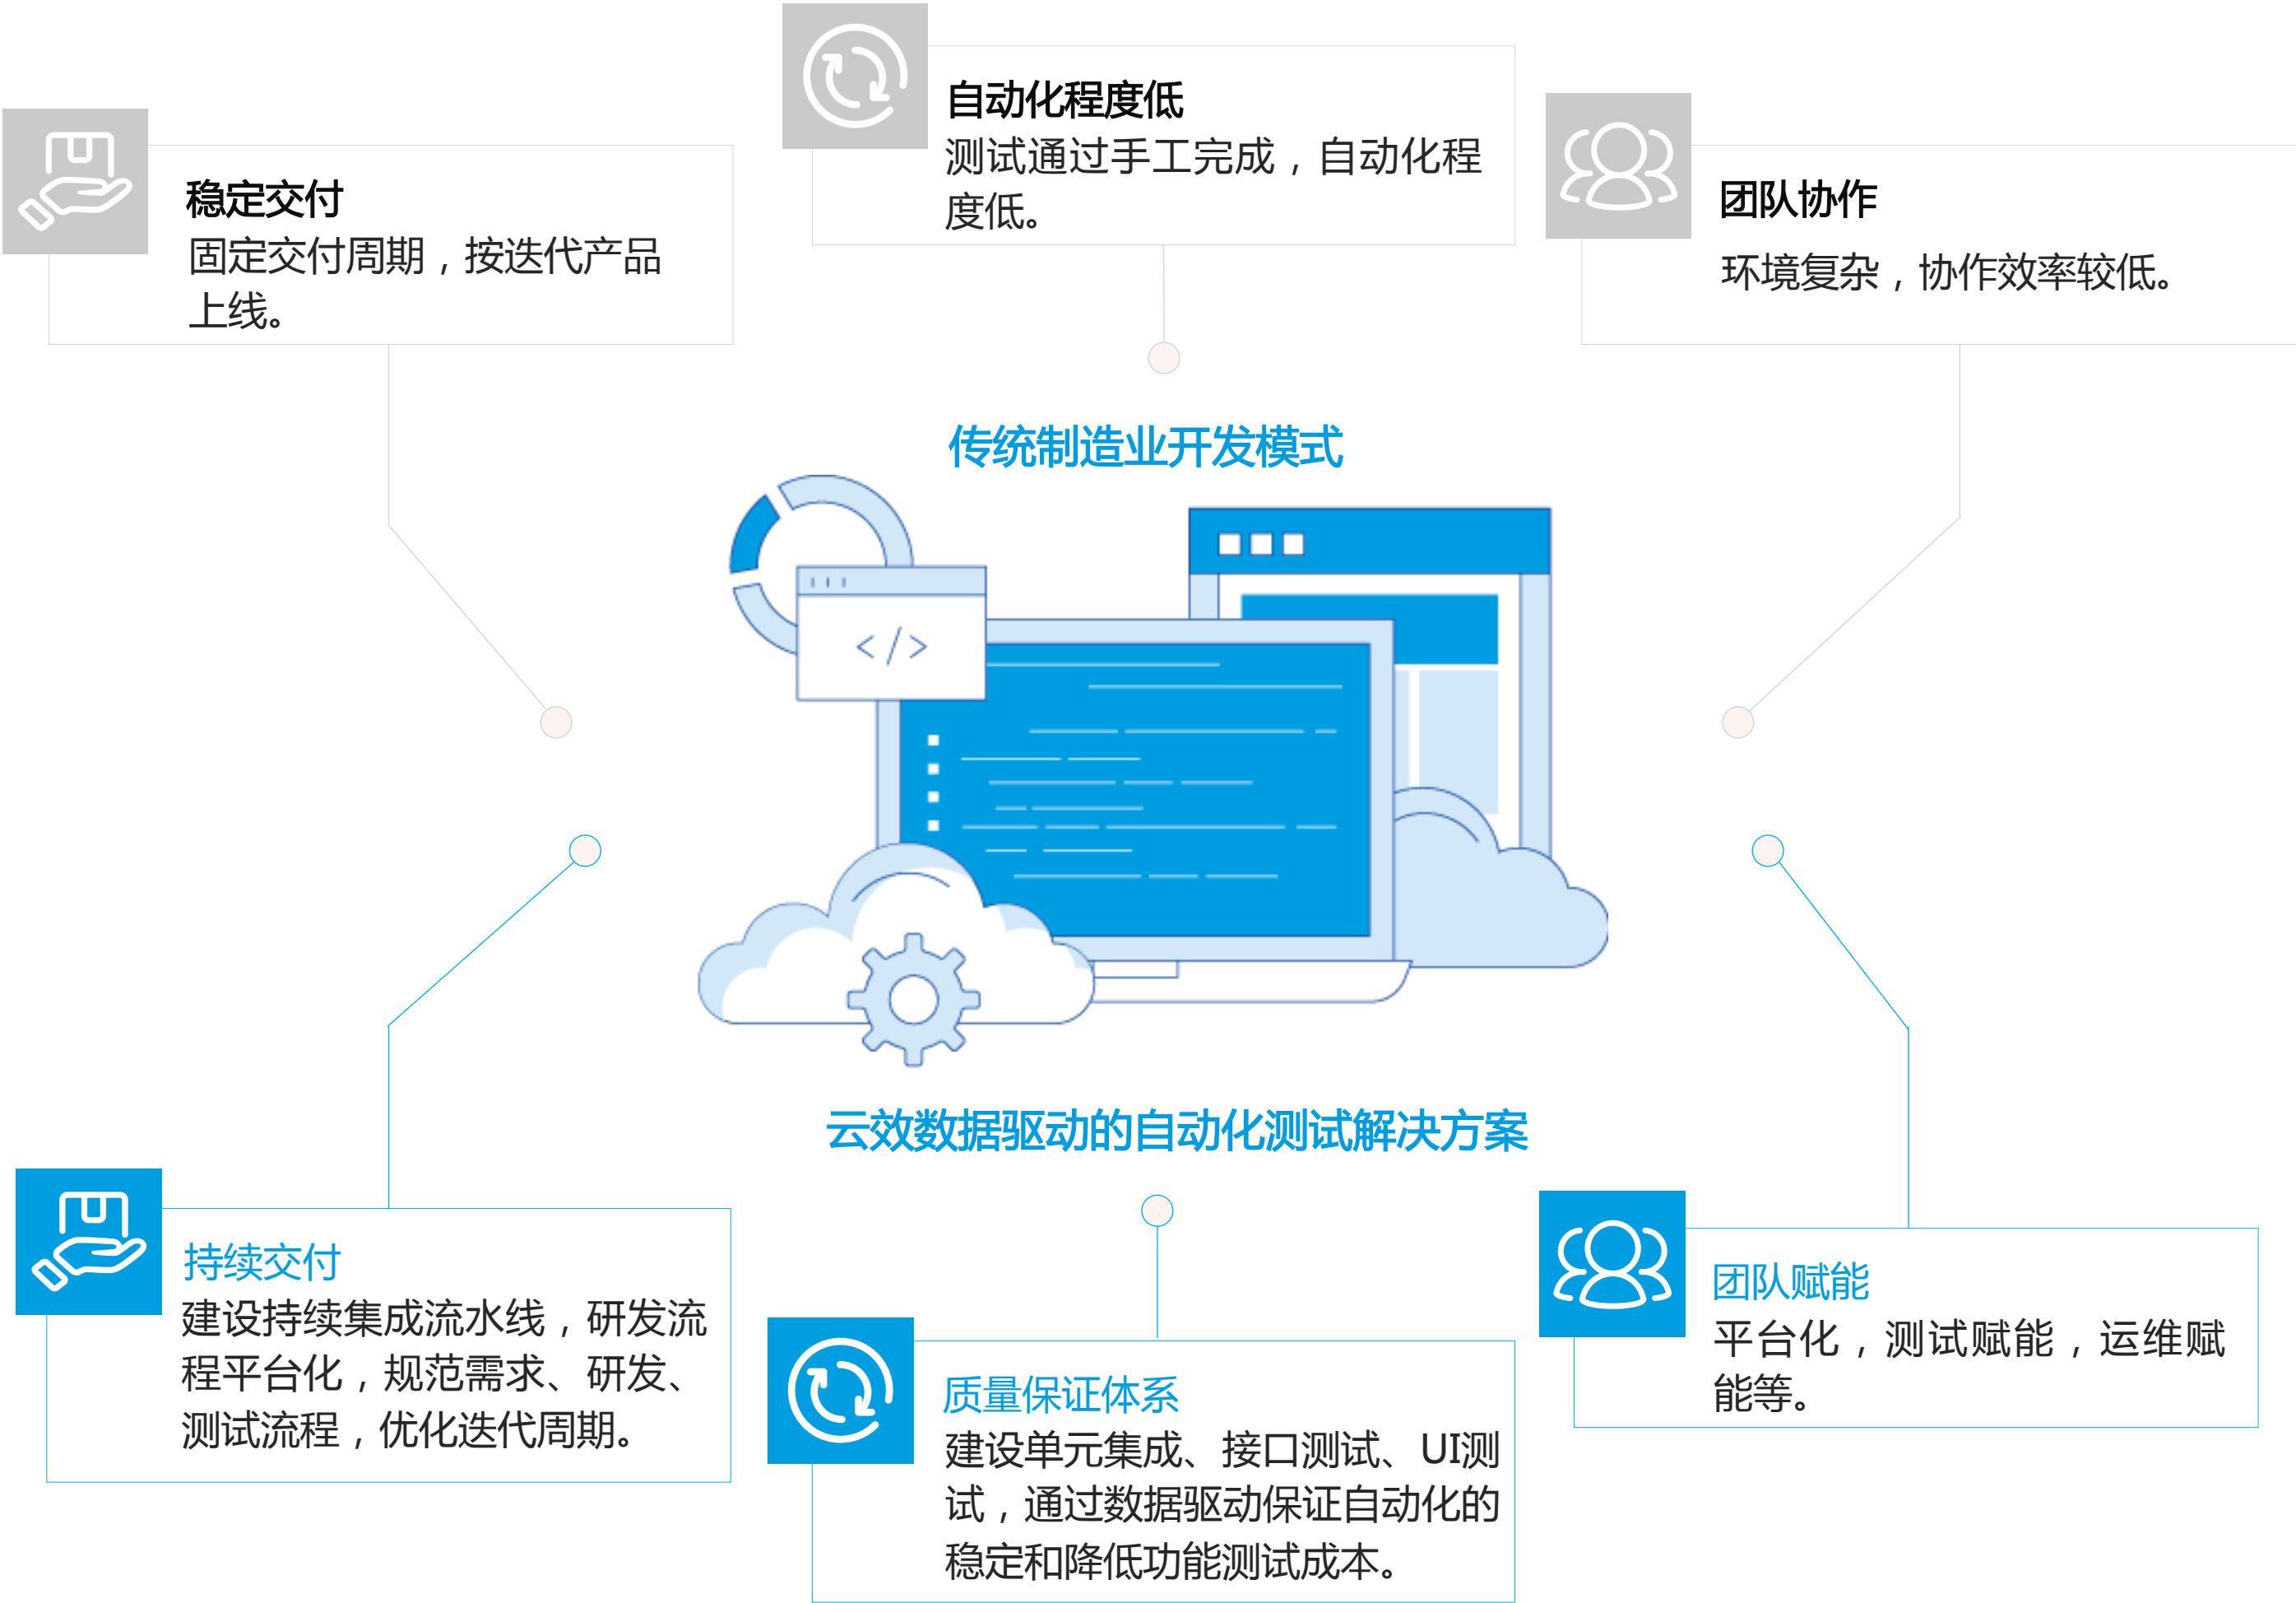 自动化程度低
测试通过手工完成，自动化程
度低。
稳定交付
固定交付周期，按迭代产品
上线。
团队协作
环境复杂，协作效率较低。
传统制造业开发模式
</>
云效数据驱动的自动化测试解决方案
持续交付
建设持续集成流水线，研发流
程平台化，规范需求、研发、
测试流程，优化迭代周期。
质量保证体系
建设单元集成、接口测试、UI测
试，通过数据驱动保证自动化的
稳定和降低功能测试成本。
团队赋能
平台化，测试赋能，运维赋
能等。